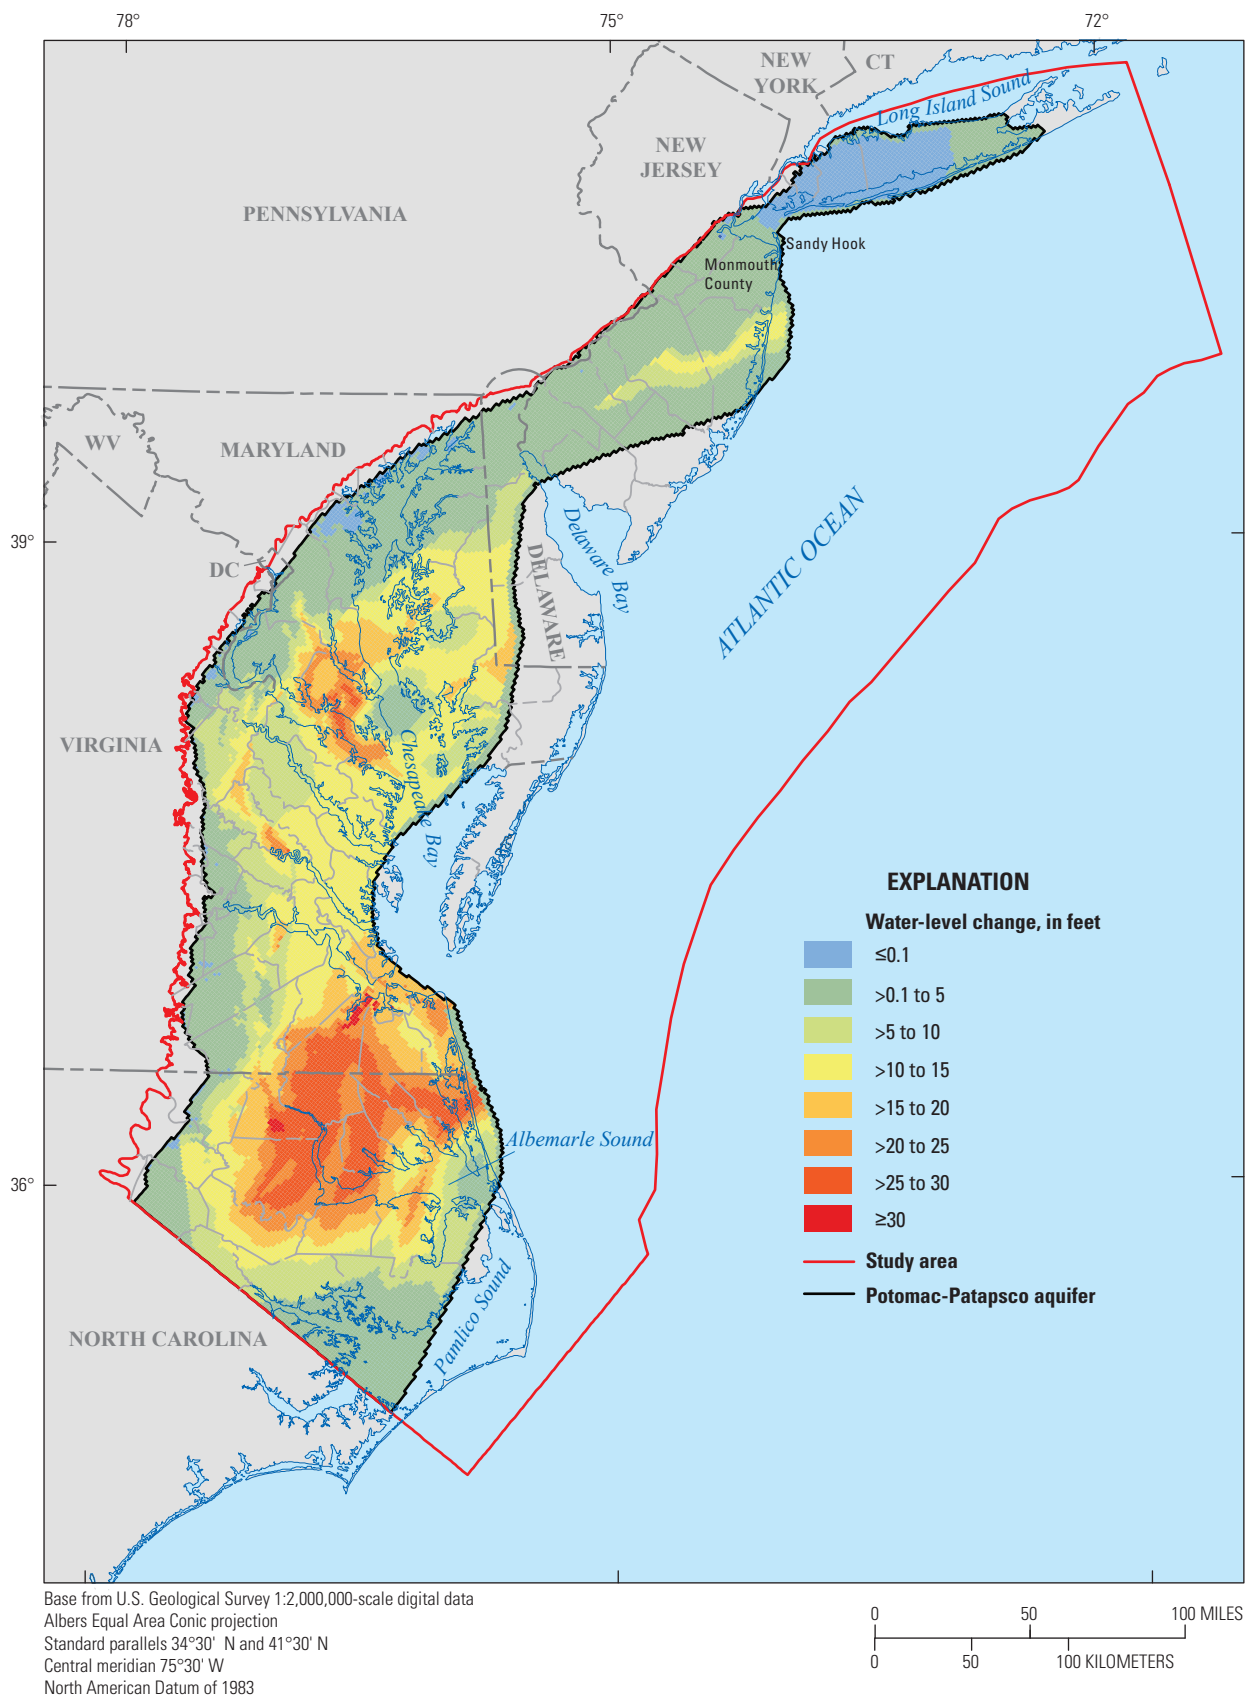 78°
75°
72°
NEW
YORK
CT
Long Island Sound
NEW
JERSEY
PENNSYLVANIA
Sandy Hook
Monmouth
County
WV
MARYLAND
39°
DC
DELAWARE
Delaware Bay
ATLANTIC OCEAN
VIRGINIA
Chesapeake Bay
EXPLANATION
Water-level change, in feet
≤0.1
>0.1 to 5
>5 to 10
>10 to 15
>15 to 20
>20 to 25
>25 to 30
≥30
Study area
Potomac-Patapsco aquifer
Albemarle Sound
36°
Pamlico Sound
NORTH CAROLINA
Base from U.S. Geological Survey 1:2,000,000-scale digital data
Albers Equal Area Conic projection
Standard parallels 34°30' N and 41°30' N
Central meridian 75°30' W
North American Datum of 1983
0 50 100 MILES
0 50 100 KILOMETERS